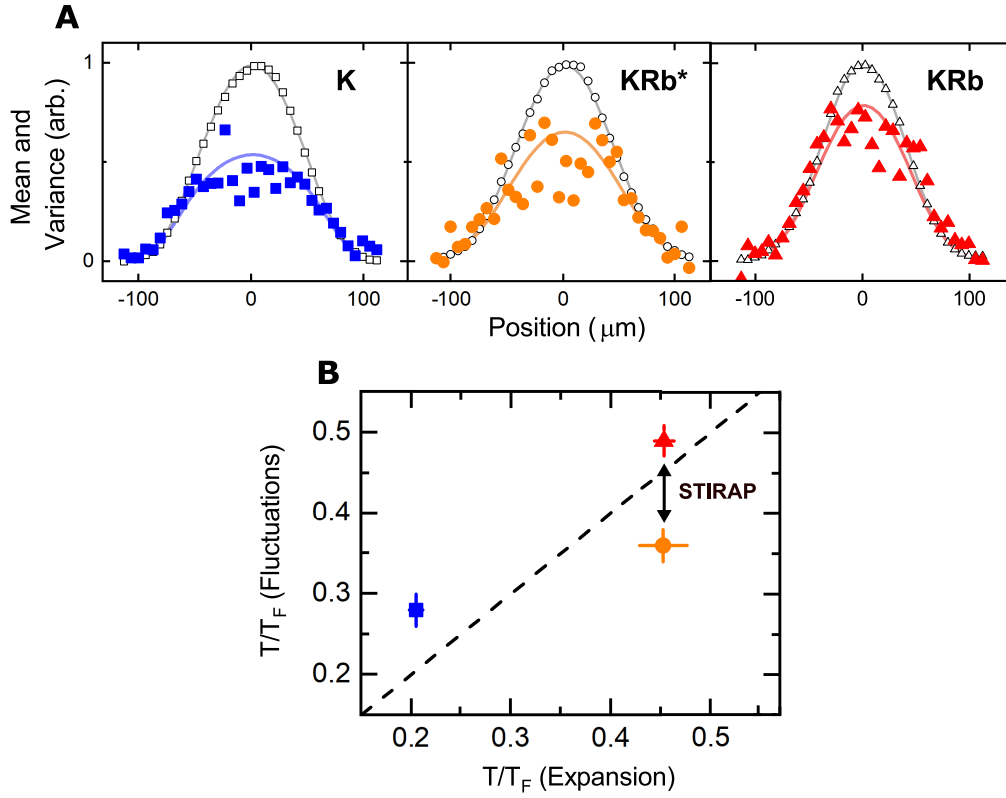 A
K
KRb*
KRb
Mean and
Variance (arb.)
1
0
-100
0
100
-100
0
100
-100
0
100
Position (μm)
B
T/T_F (Fluctuations)
0.5
0.4
0.3
0.2
STIRAP
0.2
0.3
0.4
0.5
T/T_F (Expansion)